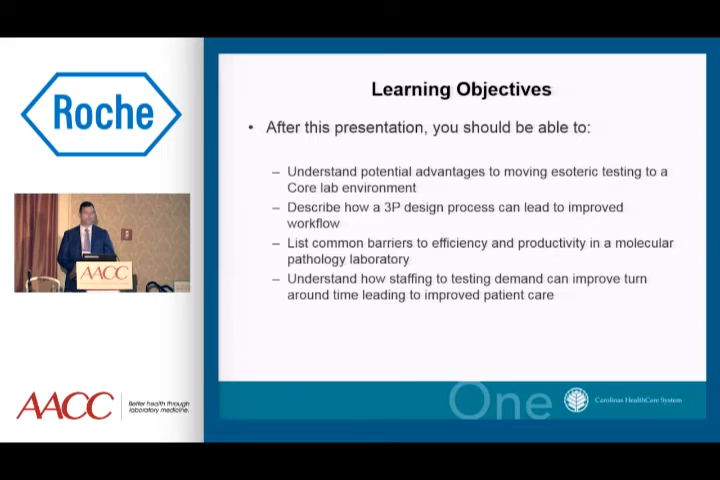 Roche
AACC
AACC
Better health through
laboratory medicine.
Learning Objectives
• After this presentation, you should be able to:
– Understand potential advantages to moving esoteric testing to a
Core lab environment
– Describe how a 3P design process can lead to improved
workflow
– List common barriers to efficiency and productivity in a molecular
pathology laboratory
– Understand how staffing to testing demand can improve turn
around time leading to improved patient care
One
Carolinas HealthCare System